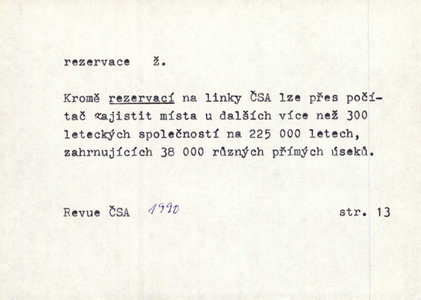 rezervace ž.
Kromě rezervací na linky ČSA lze přes počí-
tač zajistit místa u dalších více než 300
leteckých společností na 225 000 letech,
zahrnujících 38 000 různých přímých úseků.
Revue ČSA 1990 str. 13